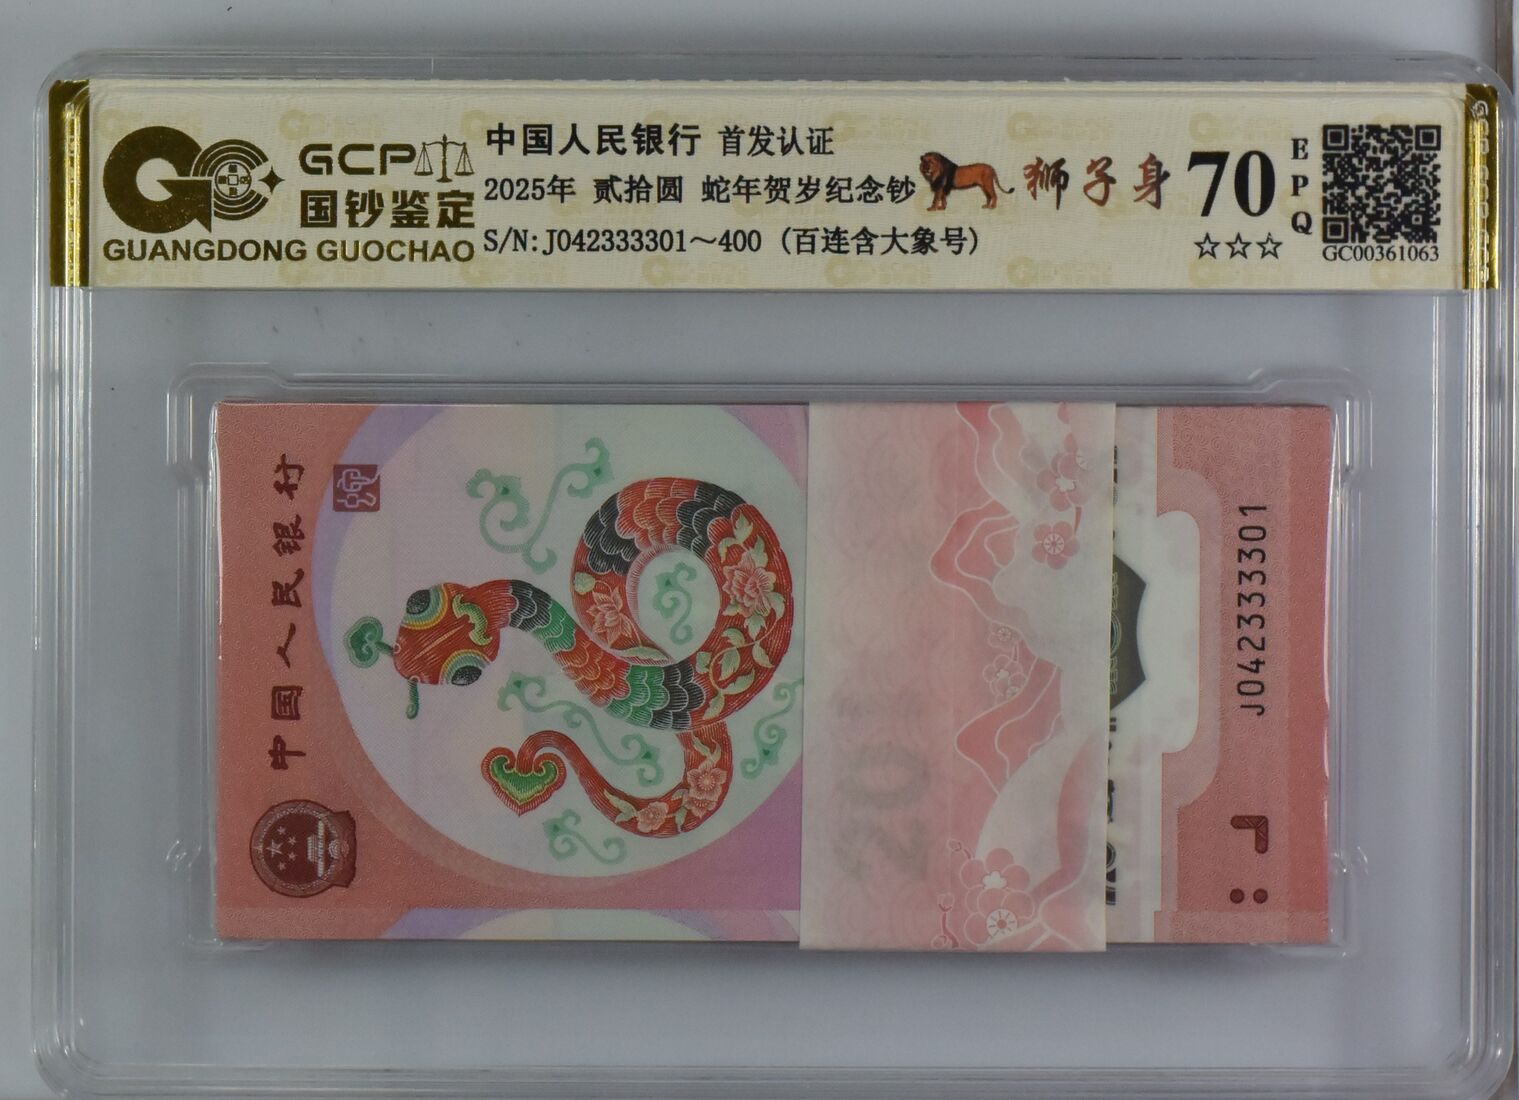 GCP
国钞鉴定
GUANGDONG GUOCHAO
中国人民银行 首发认证
2025年 贰拾圆 蛇年贺岁纪念钞
S/N:J042333301～400 (百连含大象号)
狮子身
70
EPQ
☆☆☆
GC00361063
中国人民银行
20
J042333301